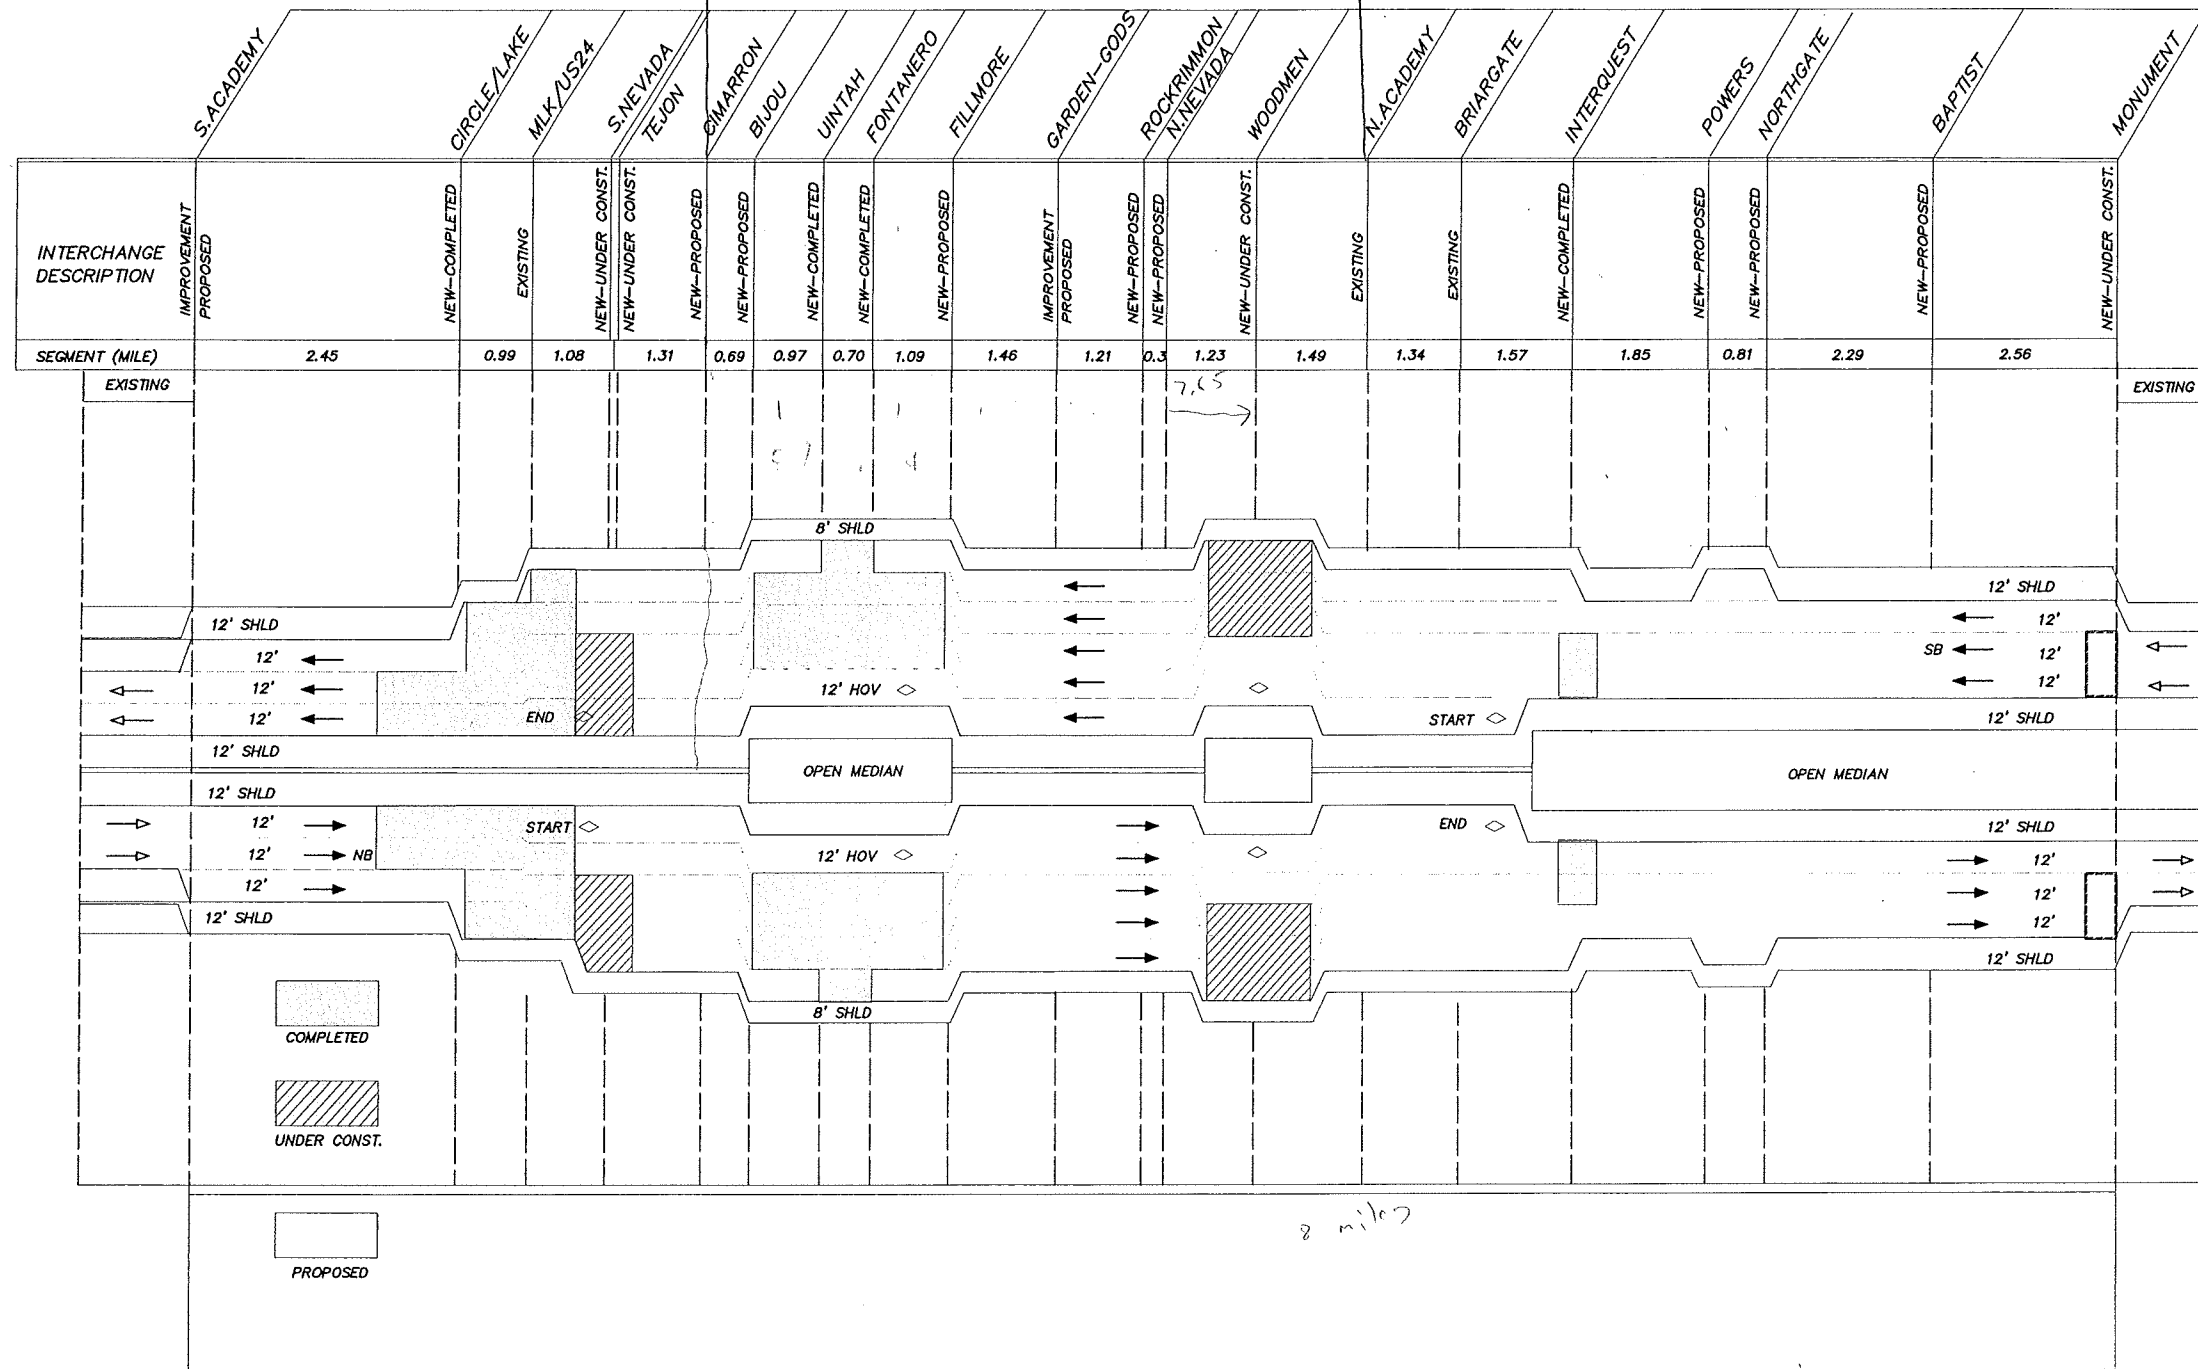 S.ACADEMY
CIRCLE/LAKE
MLK/US24
S.NEVADA
TEJON
CIMARRON
BIJOU
UINTAH
FONTANERO
FILLMORE
GARDEN-GODS
ROCKRIMMON
N.NEVADA
WOODMEN
N.ACADEMY
BRIARGATE
INTERQUEST
POWERS
NORTHGATE
BAPTIST
MONUMENT
INTERCHANGE
DESCRIPTION
IMPROVEMENT
PROPOSED
NEW-COMPLETED
EXISTING
NEW-UNDER CONST.
NEW-UNDER CONST.
NEW-PROPOSED
NEW-PROPOSED
NEW-COMPLETED
NEW-COMPLETED
NEW-PROPOSED
IMPROVEMENT
PROPOSED
NEW-PROPOSED
NEW-PROPOSED
NEW-UNDER CONST.
EXISTING
EXISTING
NEW-COMPLETED
NEW-PROPOSED
NEW-PROPOSED
NEW-PROPOSED
NEW-UNDER CONST.
SEGMENT (MILE) 2.45 0.99 1.08 1.31 0.69 0.97 0.70 1.09 1.46 1.21 0.3 1.23 1.49 1.34 1.57 1.85 0.81 2.29 2.56
EXISTING EXISTING
7.65
8' SHLD
12' SHLD
12' SHLD
12'
12'
SB 12'
12'
12'
12'
12' HOV
END
START
12' SHLD
12' SHLD
OPEN MEDIAN
OPEN MEDIAN
12' SHLD
12'
START
END
12' SHLD
12' NB
12' HOV
12'
12'
12'
12'
12' SHLD
12' SHLD
8' SHLD
COMPLETED
UNDER CONST.
8 miles
PROPOSED